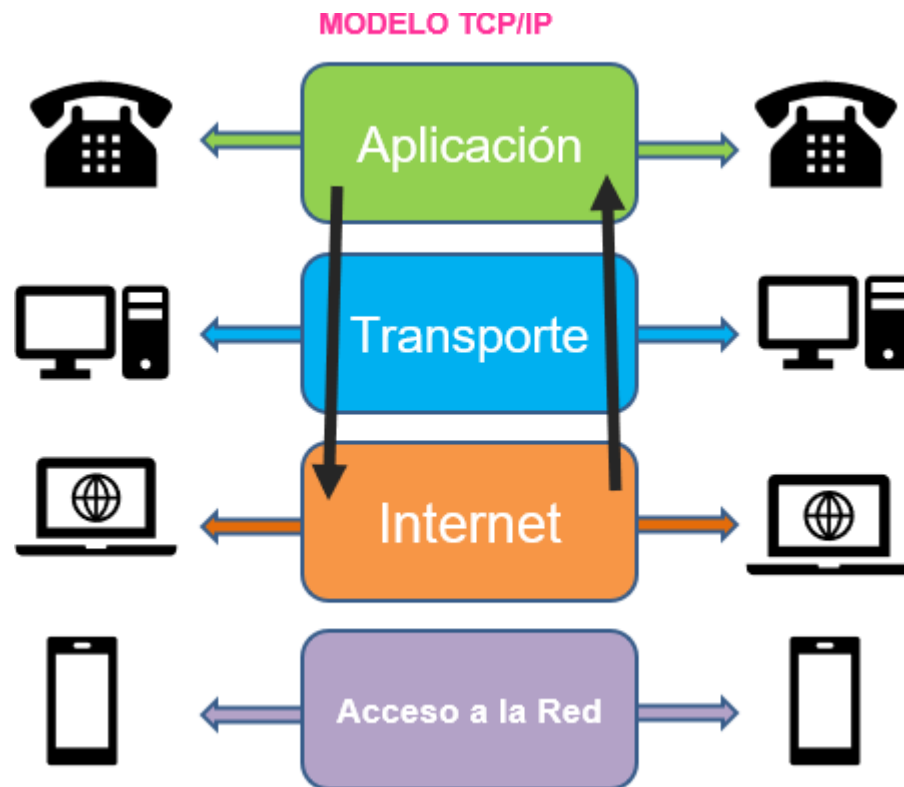 MODELO TCP/IP
Aplicación
Transporte
Internet
Acceso a la Red